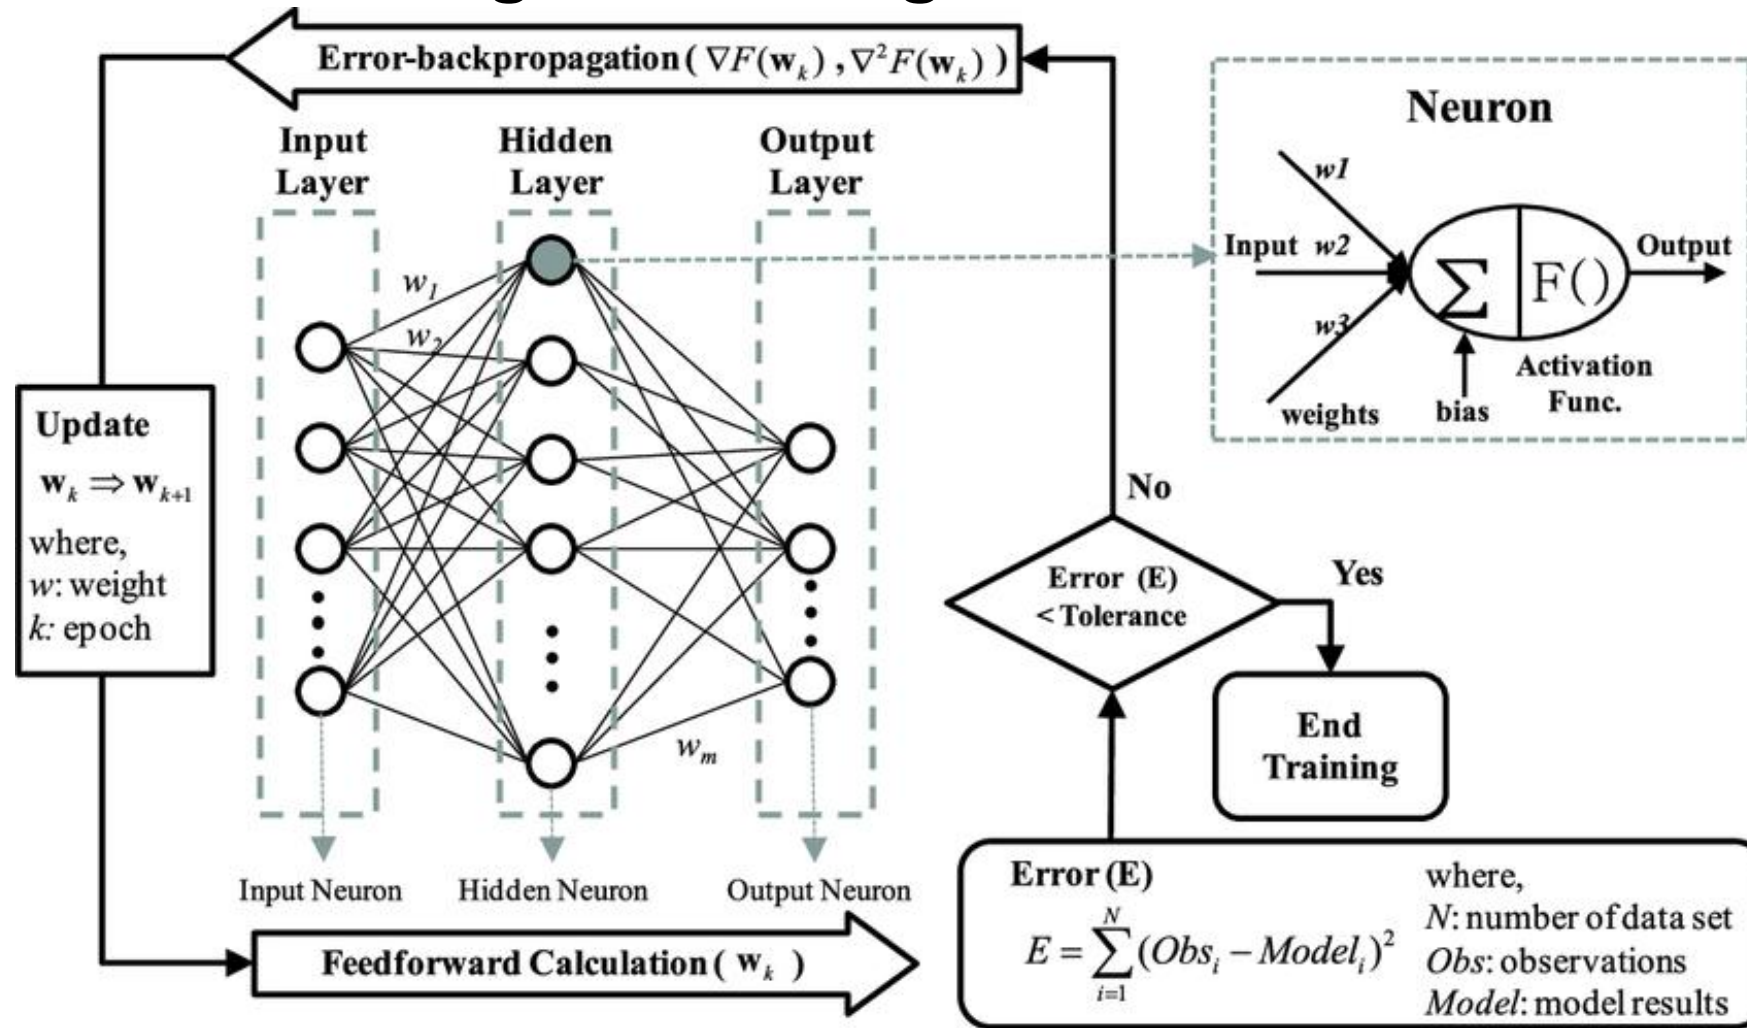 Error-backpropagation ( ∇F(w_k) , ∇²F(w_k) )
Input
Layer
Hidden
Layer
Output
Layer
w_1
w_2
w_m
Input Neuron
Hidden Neuron
Output Neuron
Update
w_k ⇒ w_{k+1}
where,
w: weight
k: epoch
Feedforward Calculation ( w_k )
Neuron
w1
Input w2 Output
w3
Σ F()
weights
bias
Activation
Func.
No
Error (E)
< Tolerance
Yes
End
Training
Error (E)
E = Σ_{i=1}^{N} (Obs_i – Model_i)²
where,
N: number of data set
Obs: observations
Model: model results